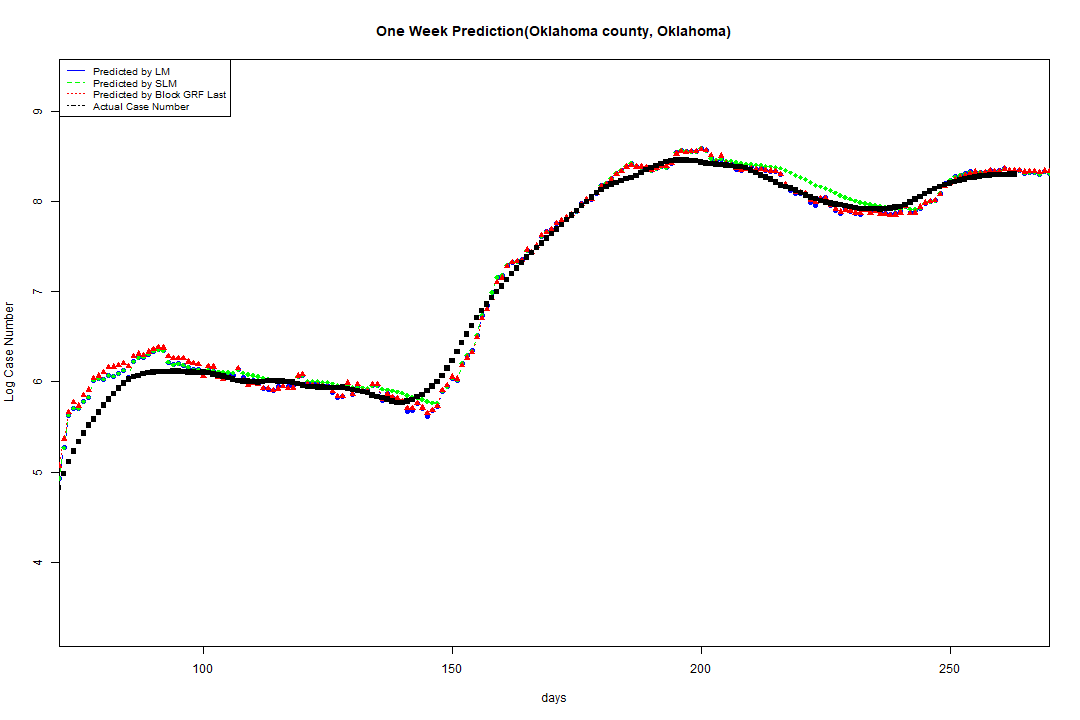 One Week Prediction(Oklahoma county, Oklahoma)
Predicted by LM
Predicted by SLM
Predicted by Block GRF Last
Actual Case Number
9
8
7
6
5
4
Log Case Number
100 150 200 250
days